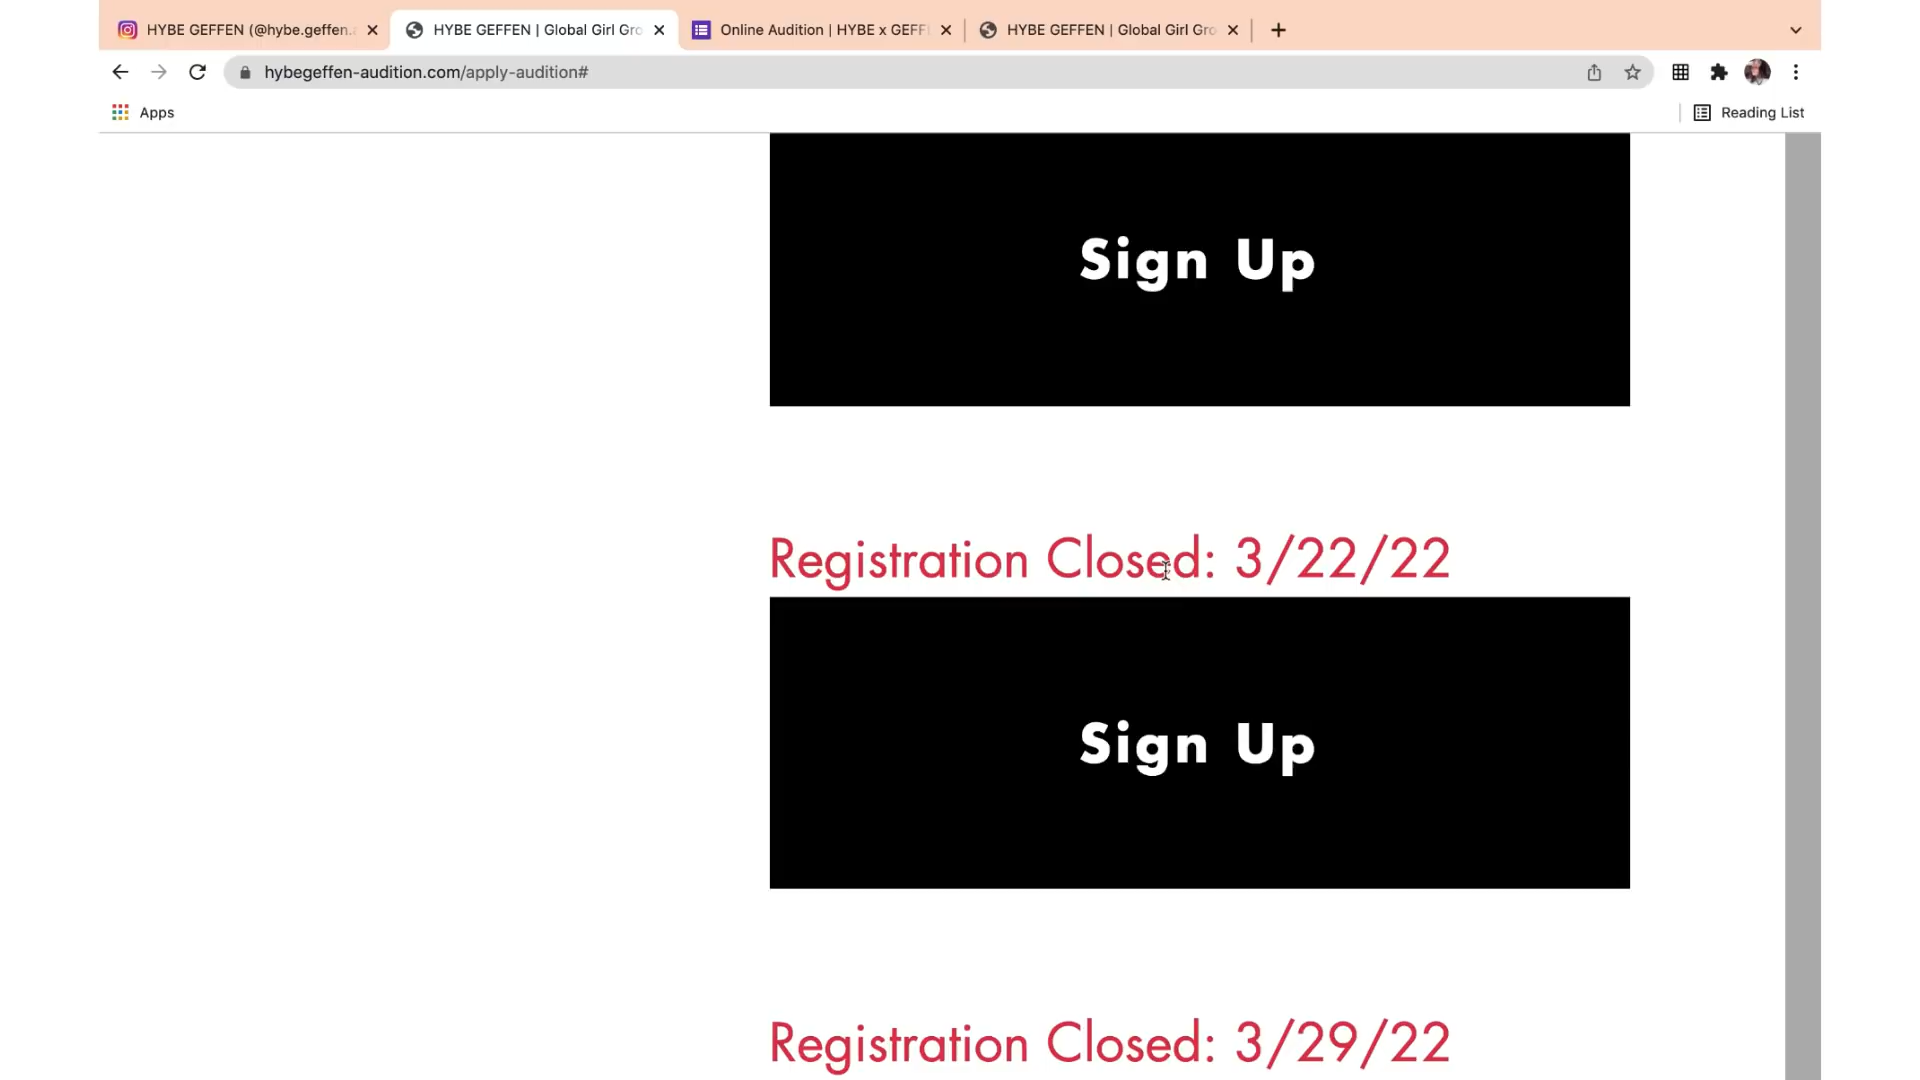 HYBE GEFFEN (@hybe.geffen.
HYBE GEFFEN | Global Girl Gro
Online Audition | HYBE x GEFF
HYBE GEFFEN | Global Girl Gro
hybegeffen-audition.com/apply-audition#
Apps
Reading List
Sign Up
Registration Closed: 3/22/22
Sign Up
Registration Closed: 3/29/22